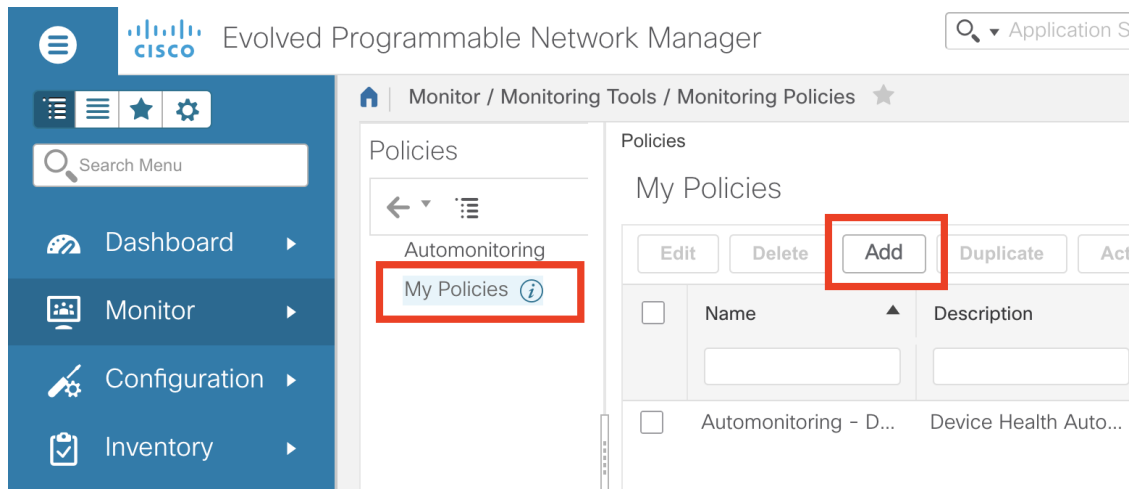 CISCO Evolved Programmable Network Manager
Application S
Monitor / Monitoring Tools / Monitoring Policies
Search Menu
Dashboard
Monitor
Configuration
Inventory
Policies
Automonitoring
My Policies
Policies
My Policies
Edit Delete Add Duplicate Act
Name Description
Automonitoring - D... Device Health Auto...